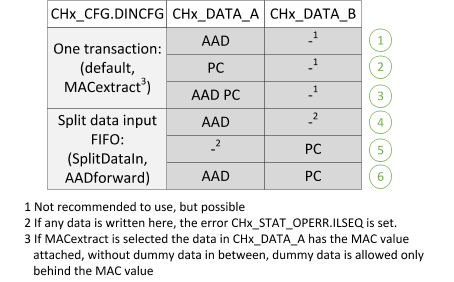 CHx_CFG.DINCFG CHx_DATA_A CHx_DATA_B
One transaction:
(default,
MACextract3)
AAD -1 1
PC -1 2
AAD PC -1 3
Split data input
FIFO:
(SplitDataIn,
AADforward)
AAD -2 4
-2 PC 5
AAD PC 6
1 Not recommended to use, but possible
2 If any data is written here, the error CHx_STAT_OPERR.ILSEQ is set.
3 If MACextract is selected the data in CHx_DATA_A has the MAC value
attached, without dummy data in between, dummy data is allowed only
behind the MAC value